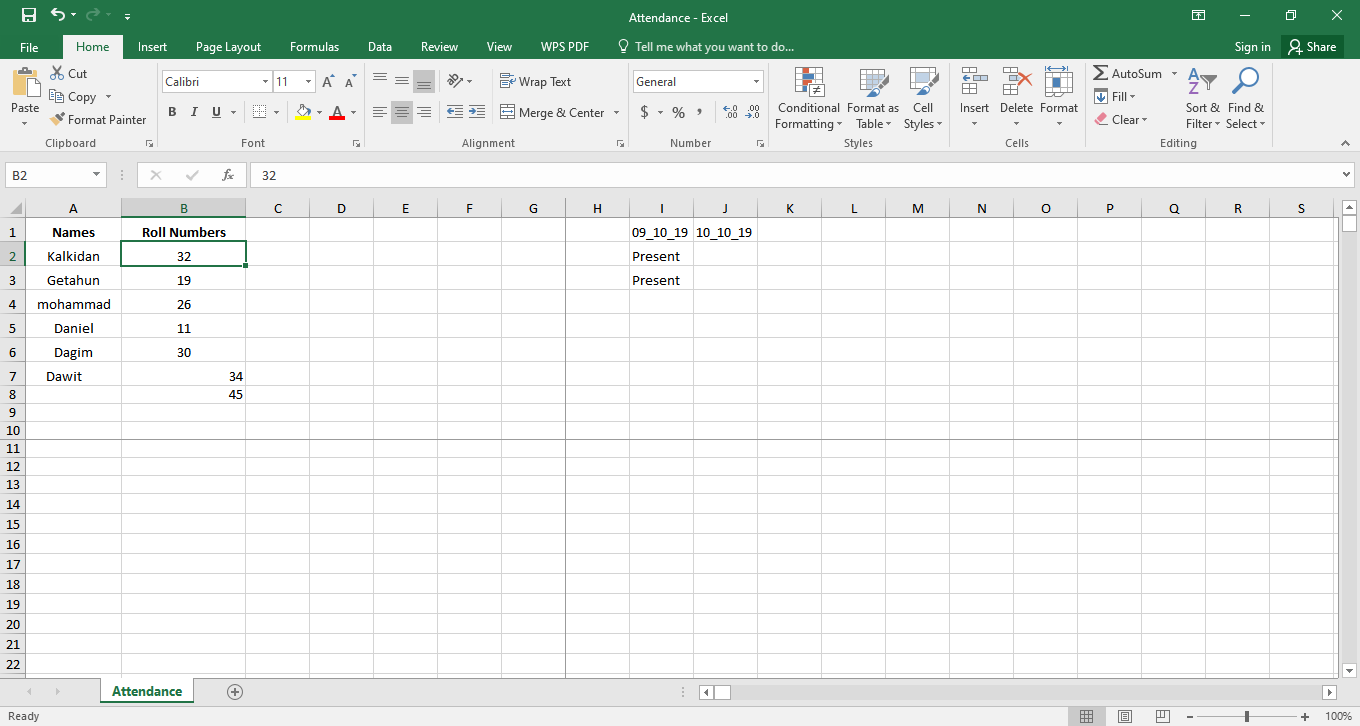 Attendance - Excel
File Home Insert Page Layout Formulas Data Review View WPS PDF Tell me what you want to do... Sign in Share
Paste
Cut
Copy
Format Painter
Clipboard
Calibri 11 A A
B I U A
Font
Wrap Text
Merge & Center
Alignment
General
$ % , .0 .00 .00 .0
Number
Conditional Formatting
Format as Table
Cell Styles
Styles
Insert Delete Format
Cells
AutoSum
Fill
Clear
A Z Sort & Filter
Find & Select
Editing
B2 fx 32
A B C D E F G H I J K L M N O P Q R S
1 Names Roll Numbers 09_10_19 10_10_19
2 Kalkidan 32 Present
3 Getahun 19 Present
4 mohammad 26
5 Daniel 11
6 Dagim 30
7 Dawit 34
8 45
9
10
11
12
13
14
15
16
17
18
19
20
21
22
Attendance
Ready 100%